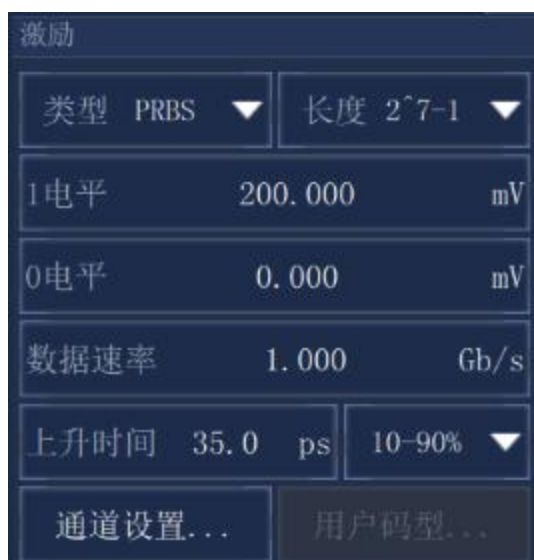 激励
类型 PRBS 长度 2^7-1
1电平 200.000 mV
0电平 0.000 mV
数据速率 1.000 Gb/s
上升时间 35.0 ps 10-90%
通道设置... 用户码型...